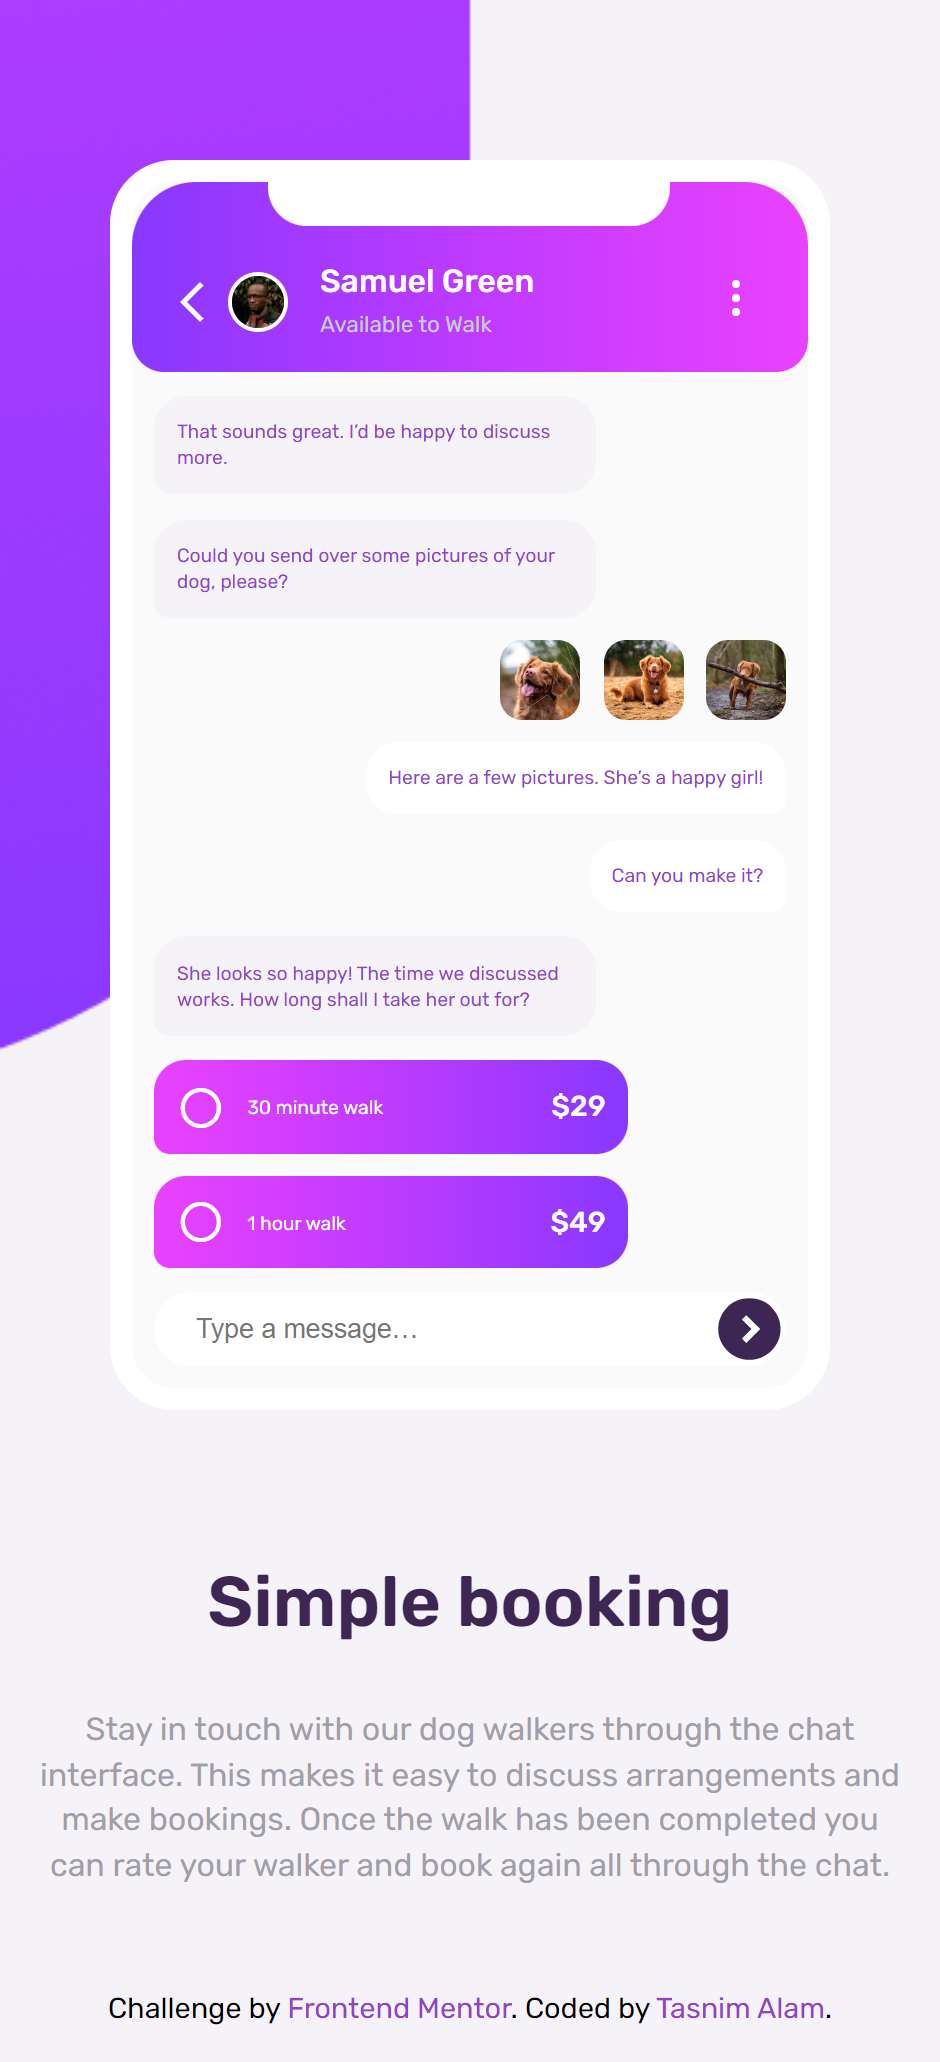 Samuel Green
Available to Walk
That sounds great. I’d be happy to discuss
more.
Could you send over some pictures of your
dog, please?
Here are a few pictures. She’s a happy girl!
Can you make it?
She looks so happy! The time we discussed
works. How long shall I take her out for?
30 minute walk $29
1 hour walk $49
Type a message…
Simple booking
Stay in touch with our dog walkers through the chat
interface. This makes it easy to discuss arrangements and
make bookings. Once the walk has been completed you
can rate your walker and book again all through the chat.
Challenge by Frontend Mentor. Coded by Tasnim Alam.